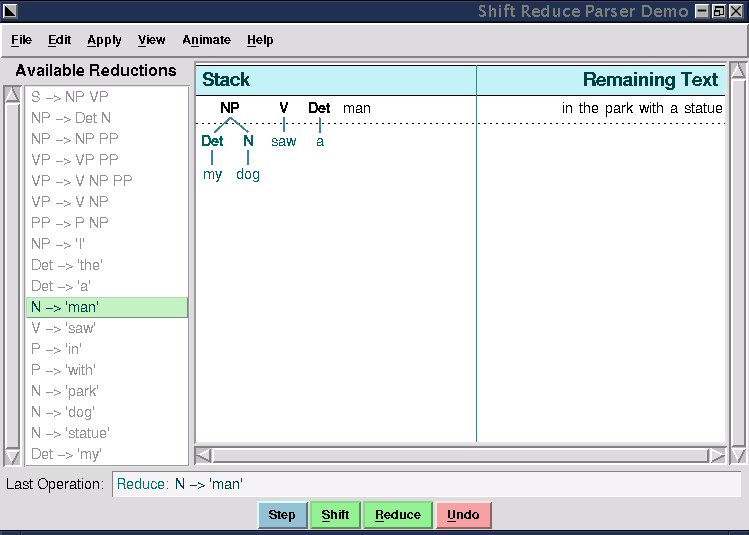 Shift Reduce Parser Demo
File Edit Apply View Animate Help
Available Reductions
S -> NP VP
NP -> Det N
NP -> NP PP
VP -> VP PP
VP -> V NP PP
VP -> V NP
PP -> P NP
NP -> 'I'
Det -> 'the'
Det -> 'a'
N -> 'man'
V -> 'saw'
P -> 'in'
P -> 'with'
N -> 'park'
N -> 'dog'
N -> 'statue'
Det -> 'my'
Stack Remaining Text
NP V Det man in the park with a statue
Det N saw a
my dog
Last Operation: Reduce: N -> 'man'
Step Shift Reduce Undo